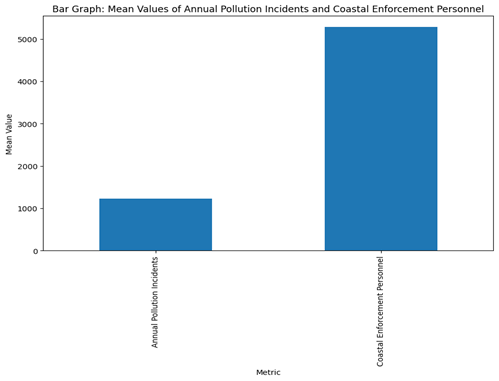 Bar Graph: Mean Values of Annual Pollution Incidents and Coastal Enforcement Personnel
5000
4000
3000
2000
1000
0
Mean Value
Annual Pollution Incidents
Coastal Enforcement Personnel
Metric